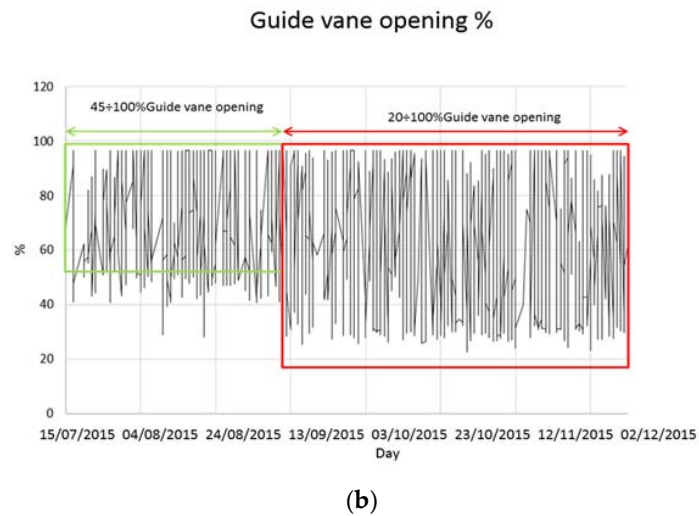 Guide vane opening %
120
45÷100%Guide vane opening
20÷100%Guide vane opening
100
80
%
60
40
20
0
15/07/2015 04/08/2015 24/08/2015 13/09/2015 03/10/2015 23/10/2015 12/11/2015 02/12/2015
Day
(b)